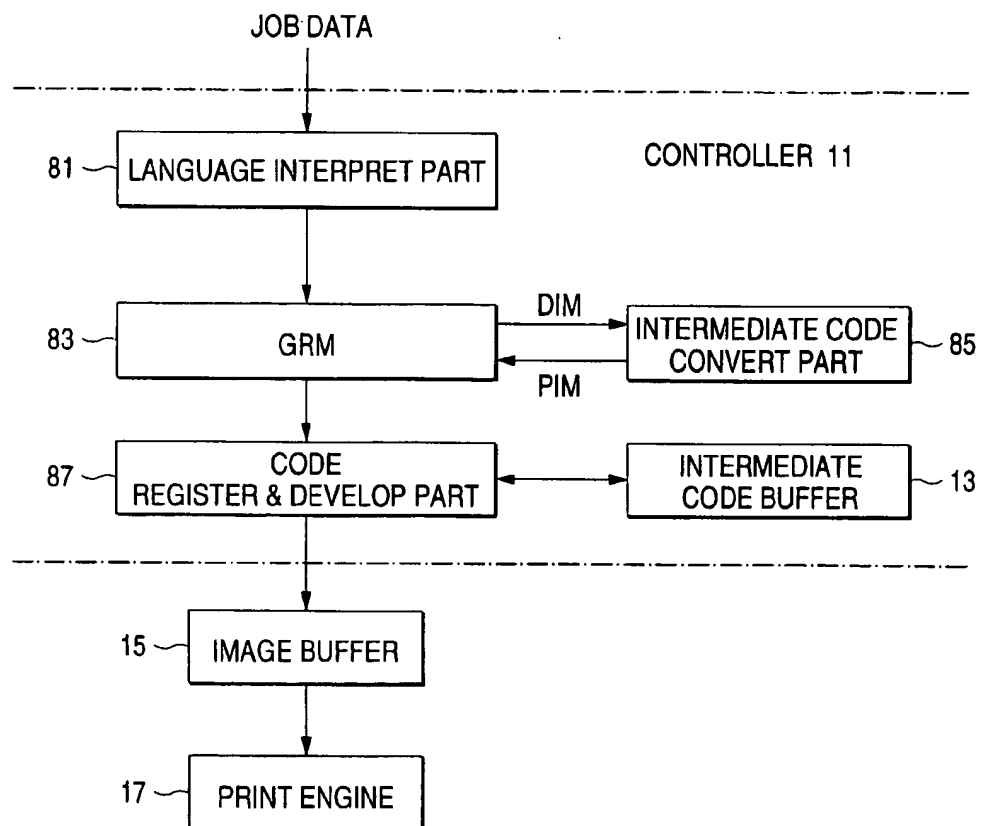 JOB DATA
CONTROLLER 11
81
LANGUAGE INTERPRET PART
83
GRM
DIM
PIM
INTERMEDIATE CODE
CONVERT PART
85
87
CODE
REGISTER & DEVELOP PART
INTERMEDIATE
CODE BUFFER
13
15
IMAGE BUFFER
17
PRINT ENGINE